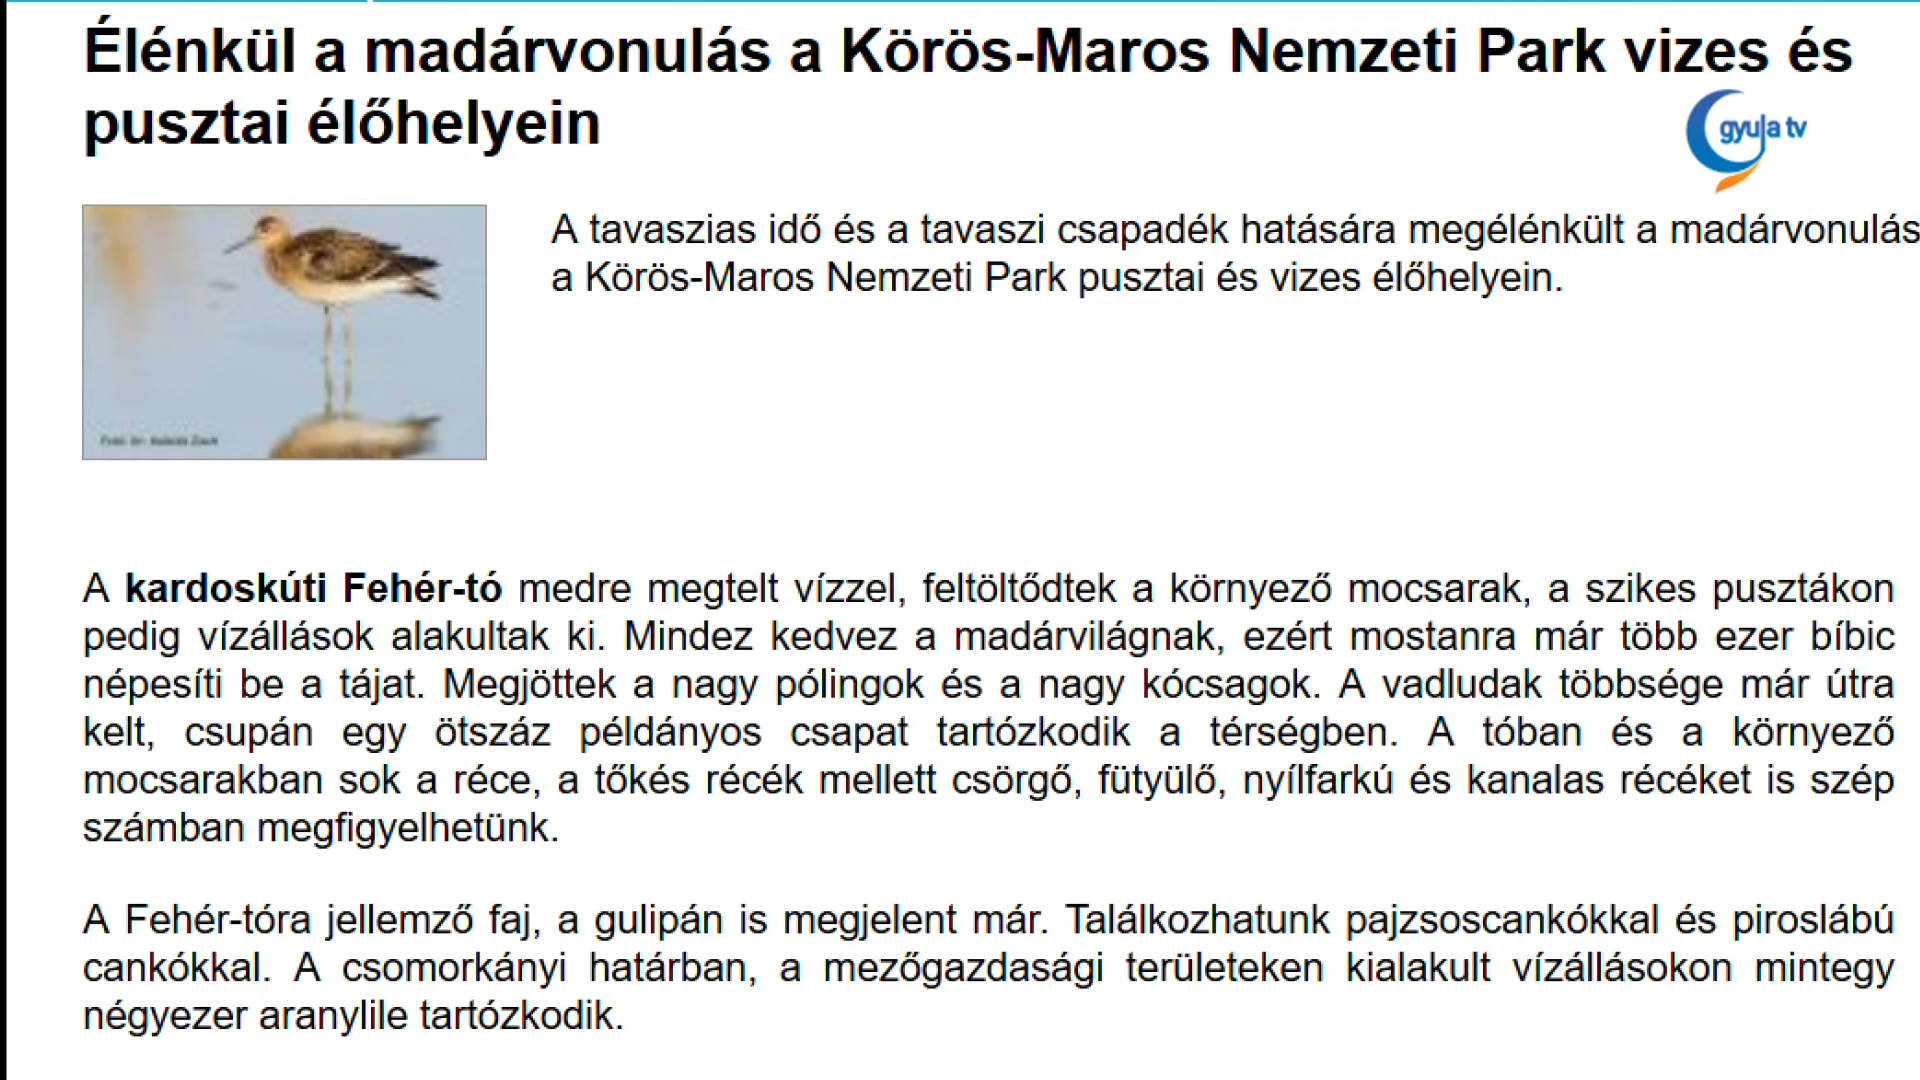 Élénkül a madárvonulás a Körös-Maros Nemzeti Park vizes és
pusztai élőhelyein
gyula tv
A tavaszias idő és a tavaszi csapadék hatására megélénkült a madárvonulás
a Körös-Maros Nemzeti Park pusztai és vizes élőhelyein.
Fotó: Dr.
A kardoskúti Fehér-tó medre megtelt vízzel, feltöltődtek a környező mocsarak, a szikes pusztákon
pedig vízállások alakultak ki. Mindez kedvez a madárvilágnak, ezért mostanra már több ezer bíbic
népesíti be a tájat. Megjöttek a nagy pólingok és a nagy kócsagok. A vadludak többsége már útra
kelt, csupán egy ötszáz példányos csapat tartózkodik a térségben. A tóban és a környező
mocsarakban sok a réce, a tőkés récék mellett csörgő, fütyülő, nyílfarkú és kanalas récéket is szép
számban megfigyelhetünk.
A Fehér-tóra jellemző faj, a gulipán is megjelent már. Találkozhatunk pajzsoscankókkal és piroslábú
cankókkal. A csomorkányi határban, a mezőgazdasági területeken kialakult vízállásokon mintegy
négyezer aranylile tartózkodik.